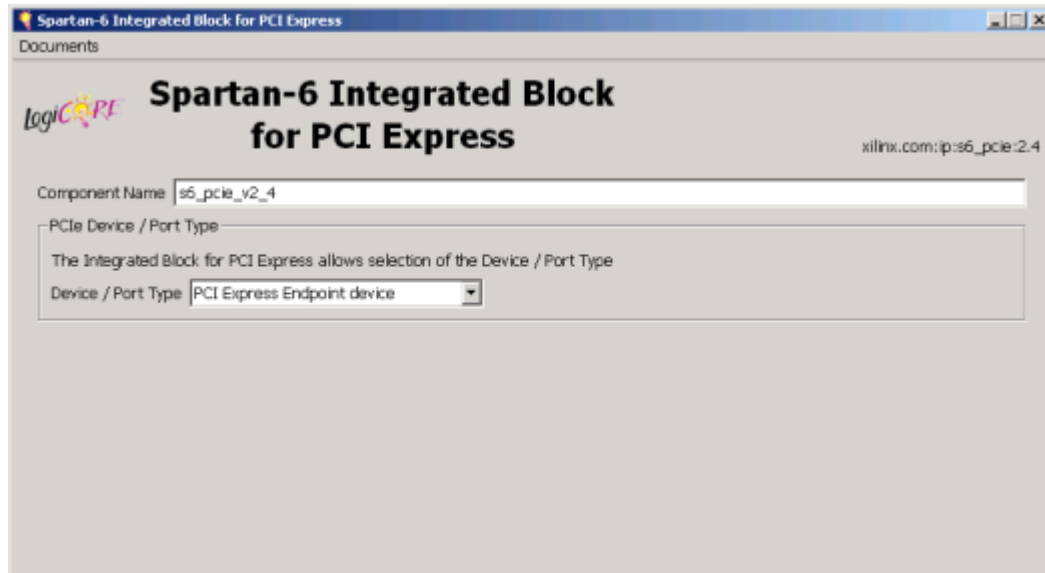 Spartan-6 Integrated Block for PCI Express
Documents
LogiCORE
Spartan-6 Integrated Block
for PCI Express
xilinx.com:ip:s6_pcie:2.4
Component Name s6_pcie_v2_4
PCIe Device / Port Type
The Integrated Block for PCI Express allows selection of the Device / Port Type
Device / Port Type PCI Express Endpoint device